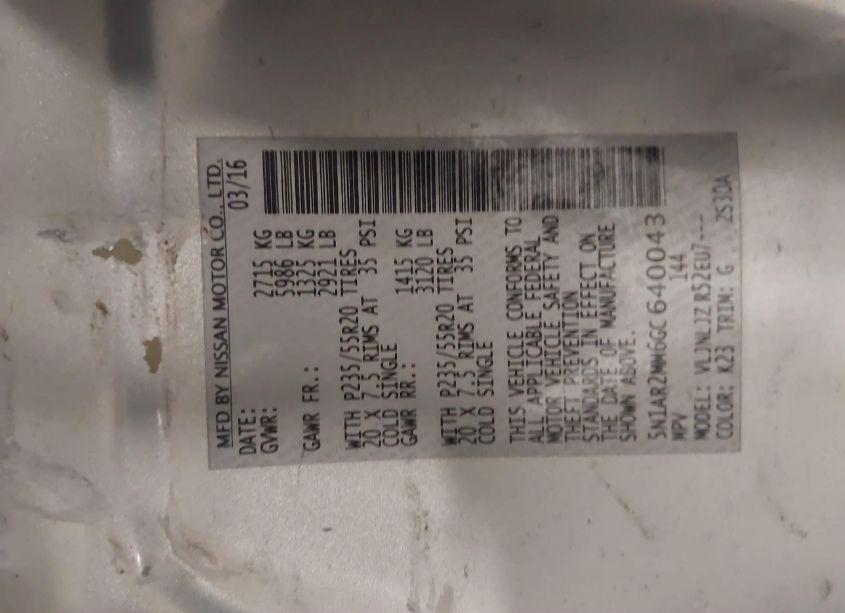 MFD BY NISSAN MOTOR CO., LTD.
DATE: 03/16
GVWR: 2715 KG
5986 LB
GAWR FR.: 1325 KG
2921 LB
WITH P235/55R20 TIRES
20 X 7.5 RIMS AT 35 PSI
COLD SINGLE
GAWR RR.: 1415 KG
3120 LB
WITH P235/55R20 TIRES
20 X 7.5 RIMS AT 35 PSI
COLD SINGLE
THIS VEHICLE CONFORMS TO
ALL APPLICABLE FEDERAL
MOTOR VEHICLE SAFETY AND
THEFT PREVENTION
STANDARDS IN EFFECT ON
THE DATE OF MANUFACTURE
SHOWN ABOVE.
5N1AR2MM6GC640043
MPV 144
MODEL: VLJNLJZ R52EU7---
COLOR: K23 TRIM: G 2S30A